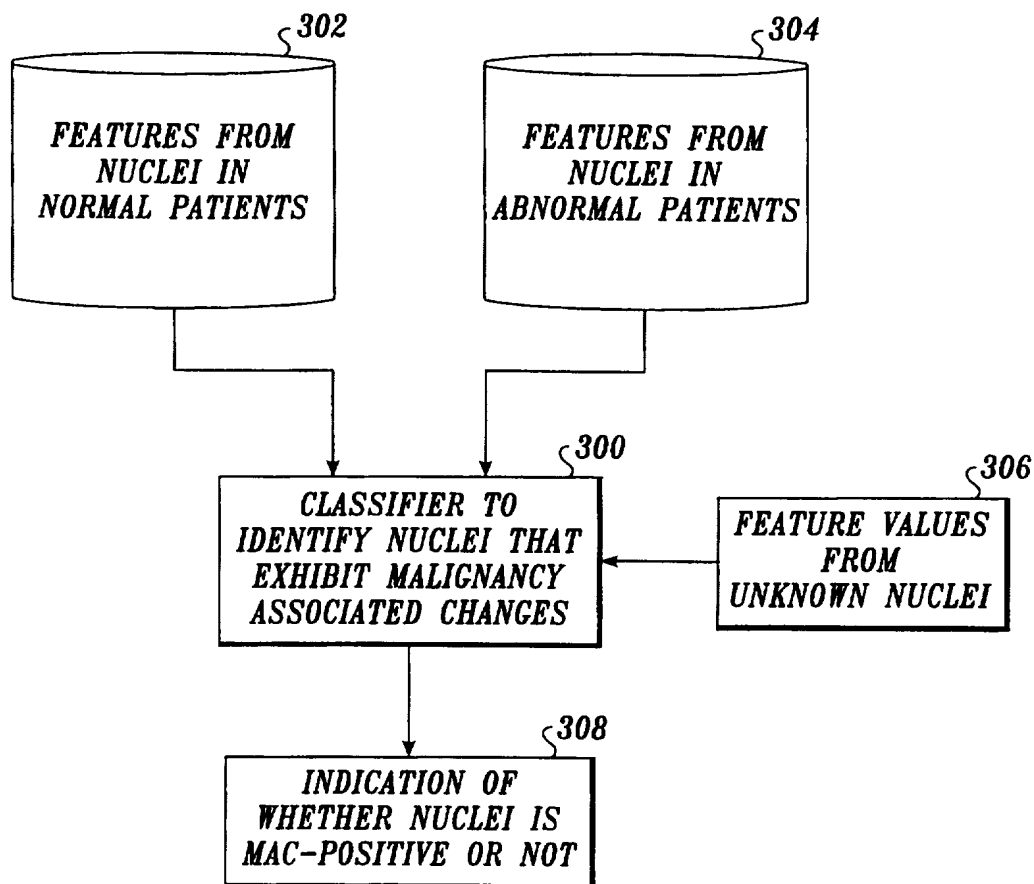 302
FEATURES FROM
NUCLEI IN
NORMAL PATIENTS
304
FEATURES FROM
NUCLEI IN
ABNORMAL PATIENTS
300
CLASSIFIER TO
IDENTIFY NUCLEI THAT
EXHIBIT MALIGNANCY
ASSOCIATED CHANGES
306
FEATURE VALUES
FROM
UNKNOWN NUCLEI
308
INDICATION OF
WHETHER NUCLEI IS
MAC-POSITIVE OR NOT